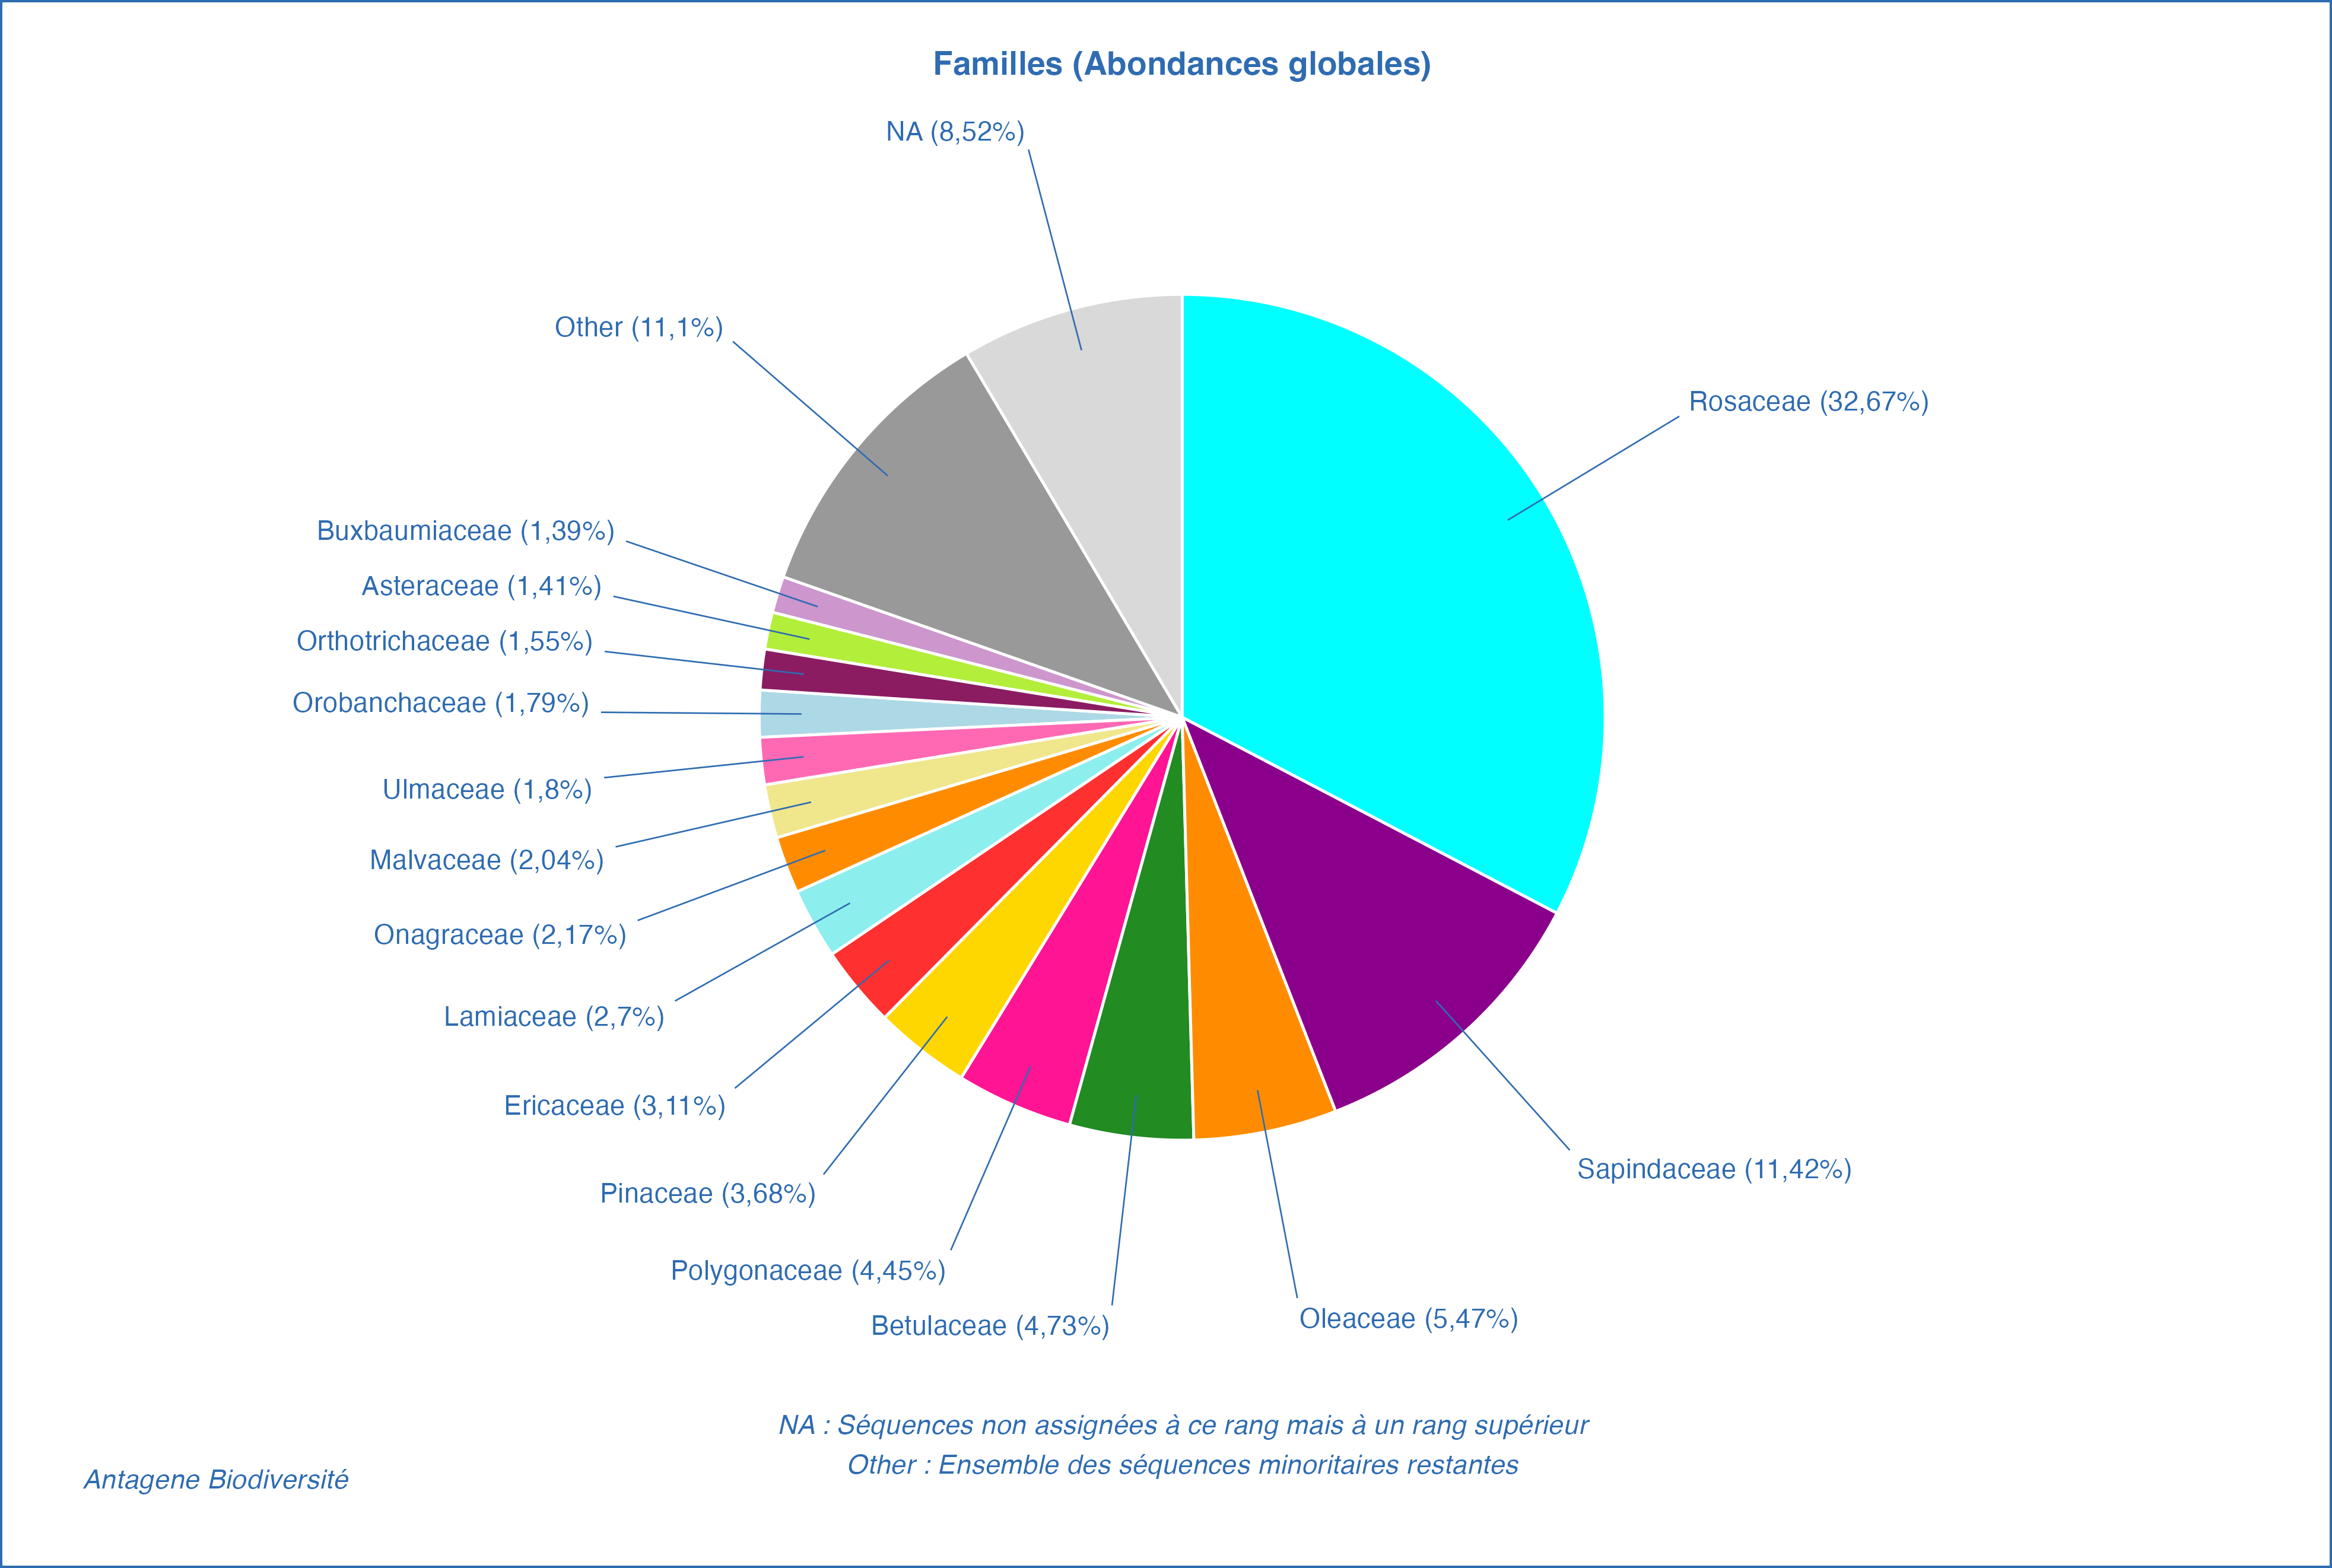 Familles (Abondances globales)
NA (8,52%)
Other (11,1%)
Rosaceae (32,67%)
Buxbaumiaceae (1,39%)
Asteraceae (1,41%)
Orthotrichaceae (1,55%)
Orobanchaceae (1,79%)
Ulmaceae (1,8%)
Malvaceae (2,04%)
Onagraceae (2,17%)
Lamiaceae (2,7%)
Ericaceae (3,11%)
Sapindaceae (11,42%)
Pinaceae (3,68%)
Polygonaceae (4,45%)
Oleaceae (5,47%)
Betulaceae (4,73%)
NA : Séquences non assignées à ce rang mais à un rang supérieur
Other : Ensemble des séquences minoritaires restantes
Antagene Biodiversité